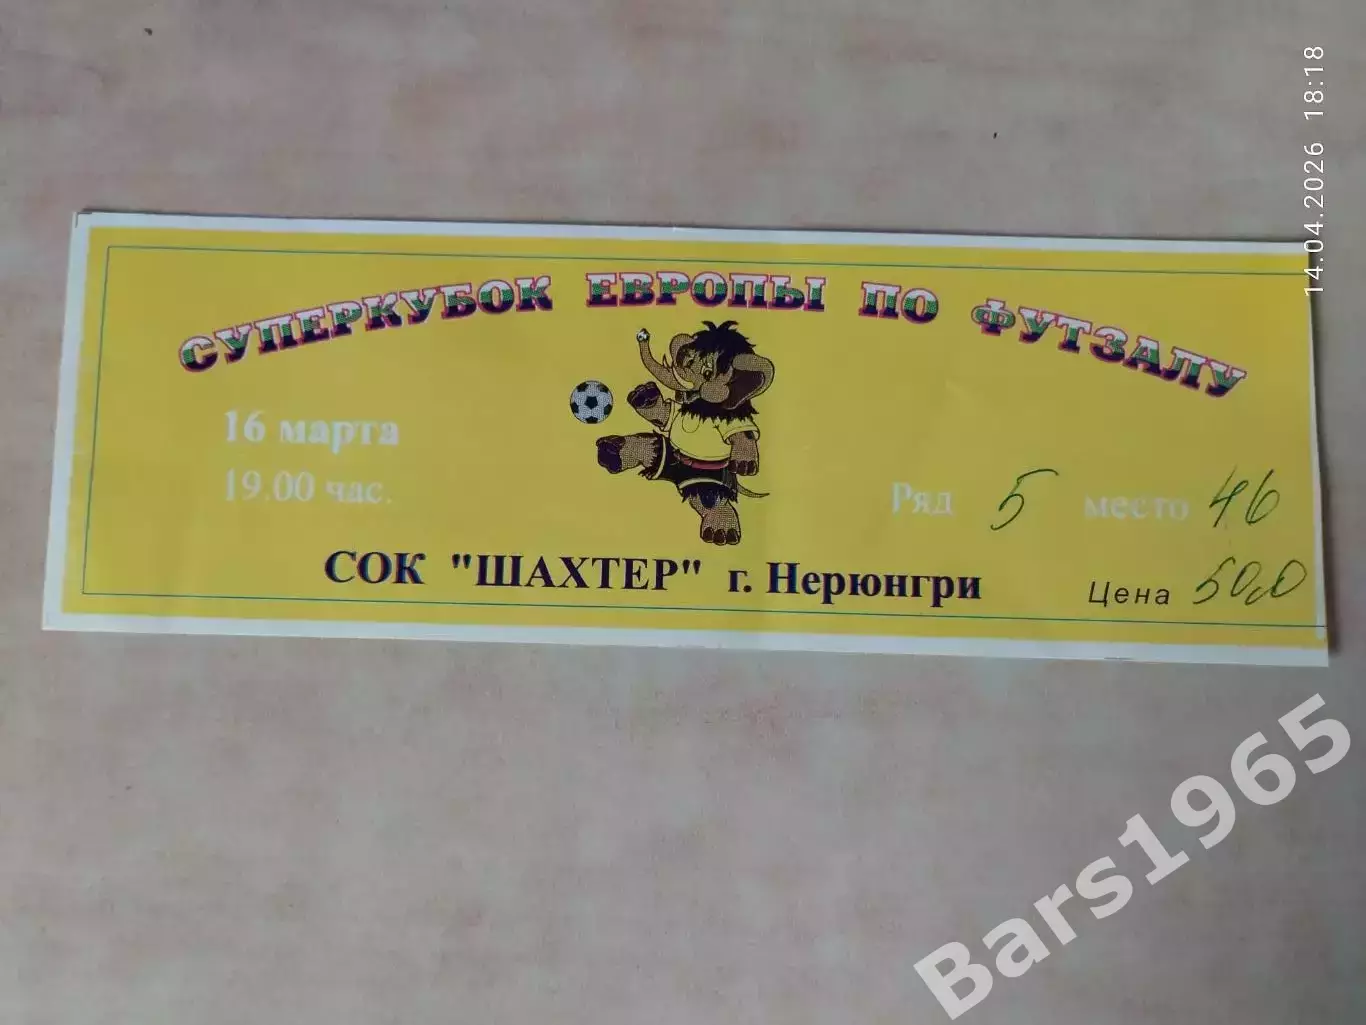 14.04.2026 18:18
СУПЕРКУБОК ЕВРОПЫ ПО ФУТЗАЛУ
16 марта
19.00 час.
Ряд 5 место 46
СОК "ШАХТЕР" г. Нерюнгри
Цена
Bars1965